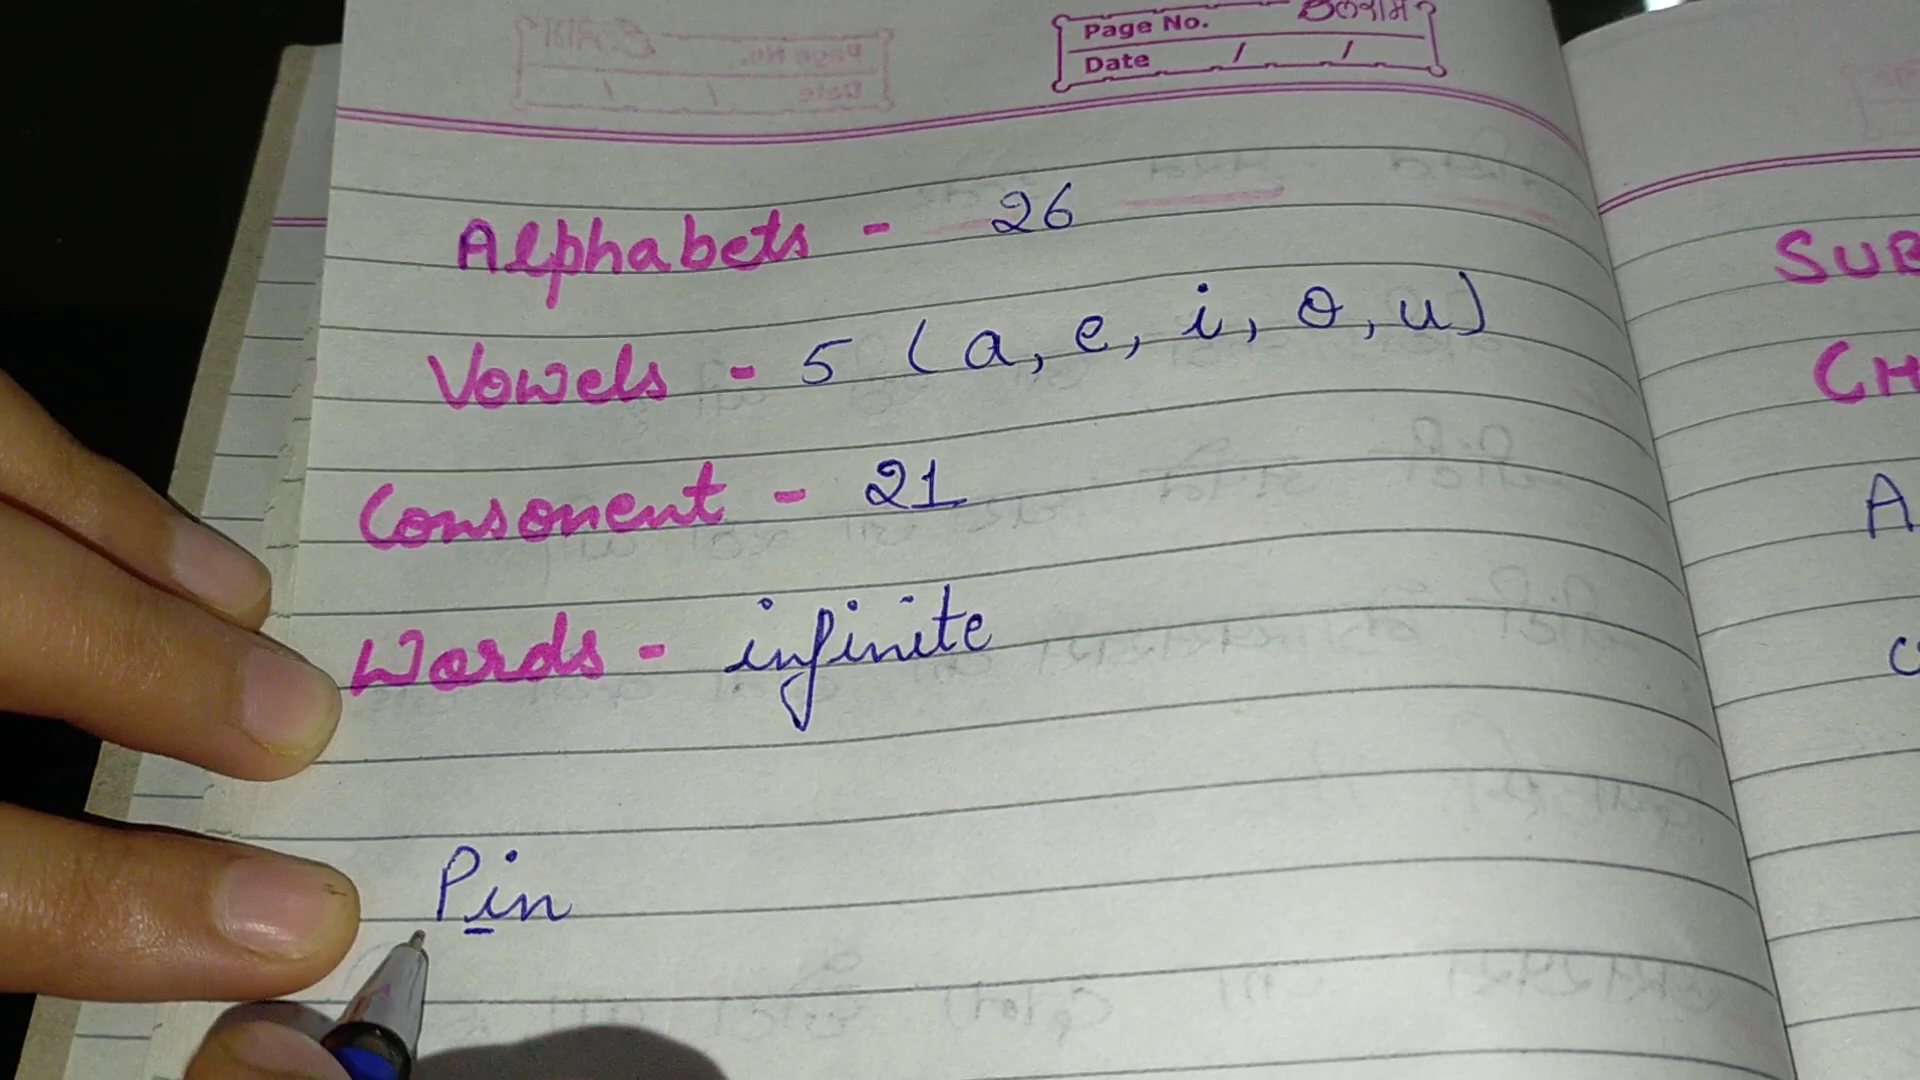 Page No.
Date / /
Alphabets - 26
Vowels - 5 (a, e, i, o, u)
Consonent - 21
Words - infinite
Pin
SUB
CH
A